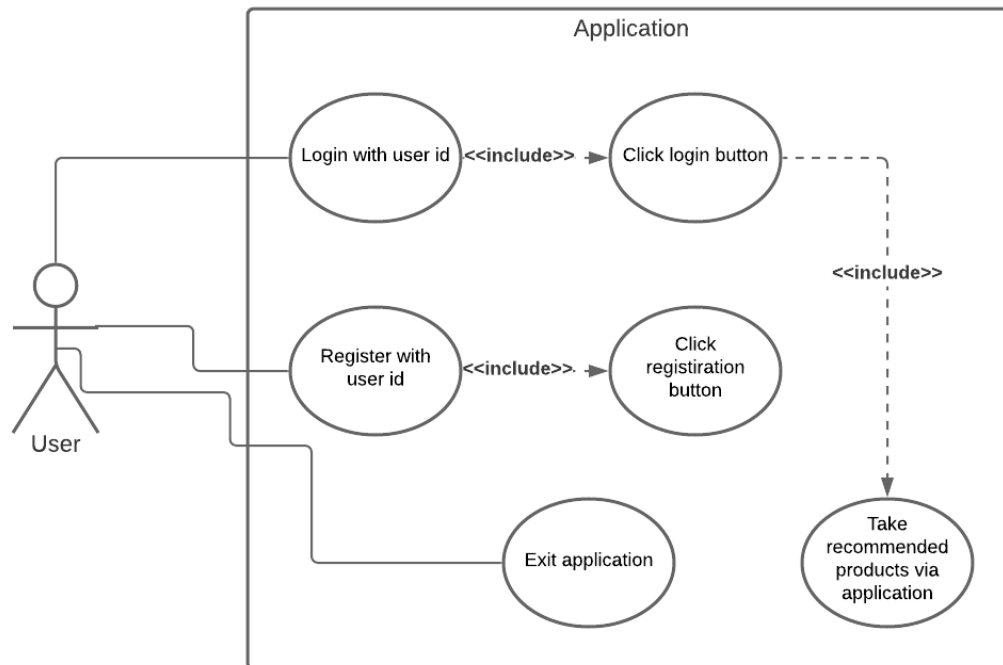 Application
Login with user id
<<include>>
Click login button
<<include>>
Register with
user id
<<include>>
Click
registiration
button
User
Exit application
Take
recommended
products via
application